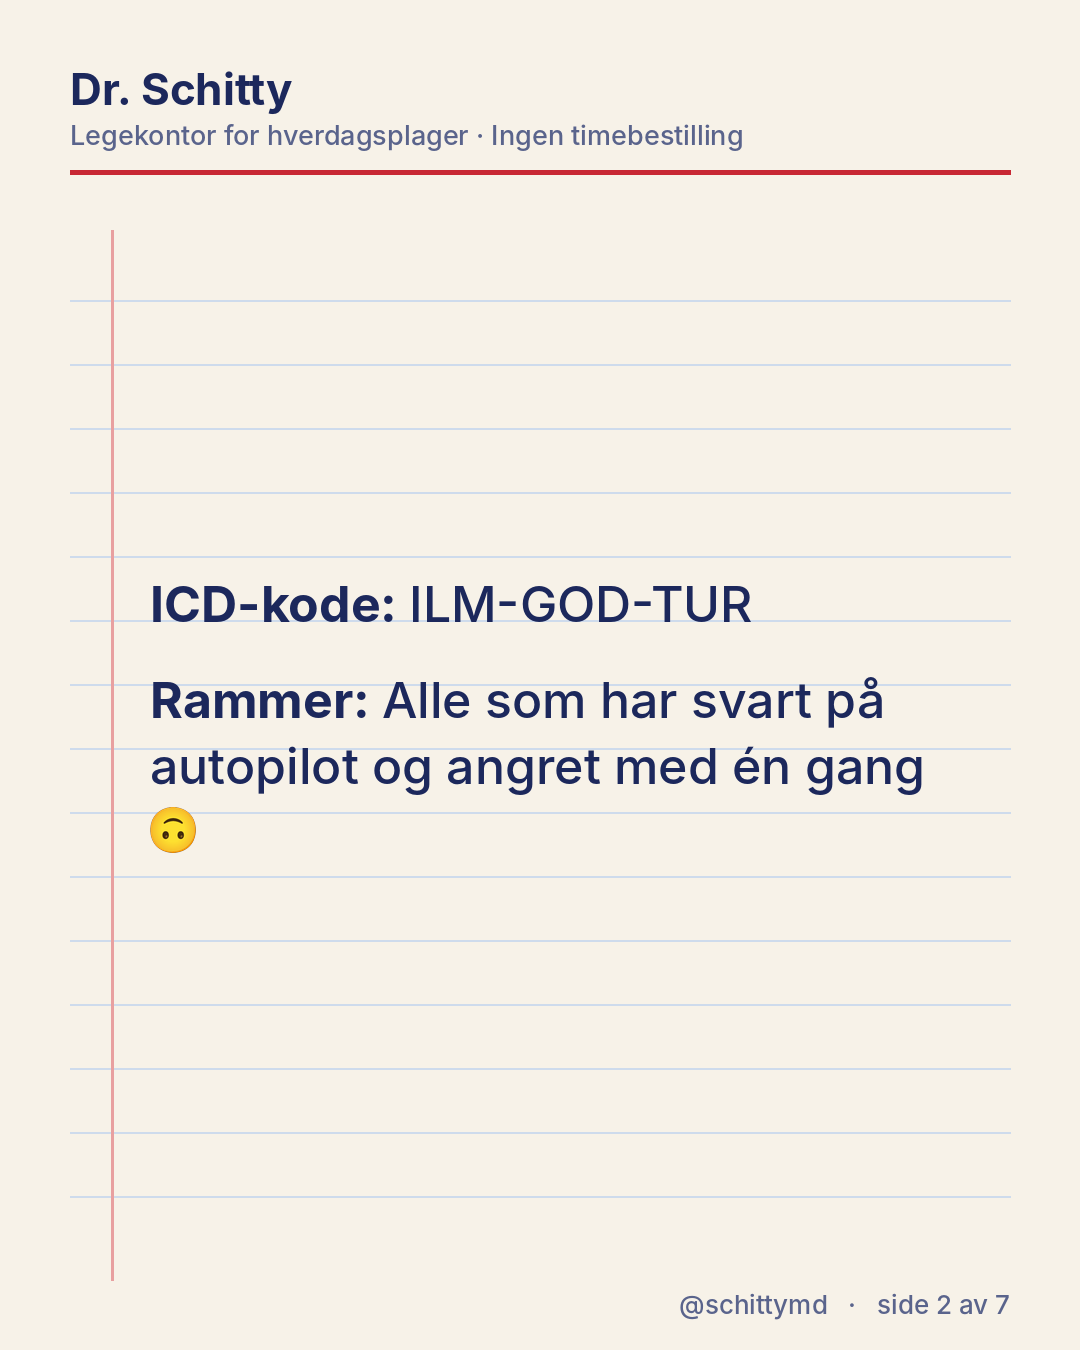 Dr. Schitty
Legekontor for hverdagsplager · Ingen timebestilling
ICD-kode: ILM-GOD-TUR
Rammer: Alle som har svart på
autopilot og angret med én gang
🙃
@schittymd · side 2 av 7